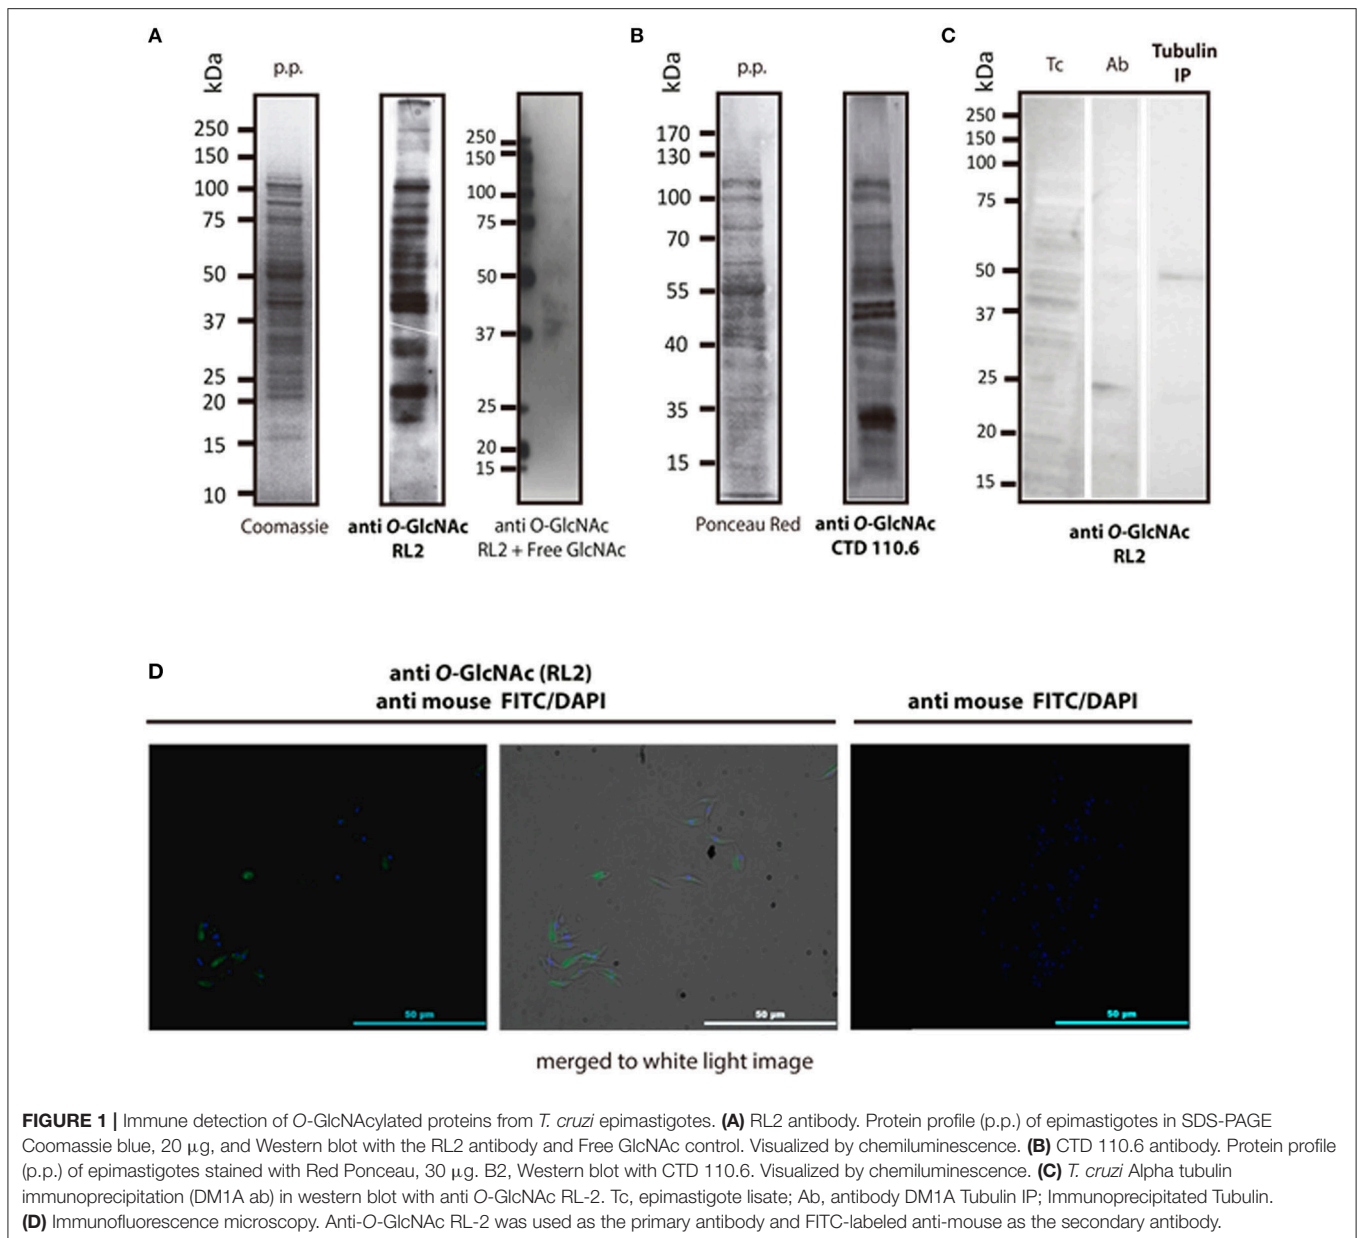 A
kDa
p.p.
250
150
100
75
50
37
25
20
15
10
Coomassie
anti O-GlcNAc
RL2
250
150
100
75
50
37
25
20
15
anti O-GlcNAc
RL2 + Free GlcNAc
B
kDa
p.p.
170
130
100
70
55
40
35
15
Ponceau Red
anti O-GlcNAc
CTD 110.6
C
kDa
Tc
Ab
Tubulin
IP
250
150
100
75
50
37
25
20
15
anti O-GlcNAc
RL2
D
anti O-GlcNAc (RL2)
anti mouse FITC/DAPI
anti mouse FITC/DAPI
50 µm
50 µm
50 µm
merged to white light image
FIGURE 1 | Immune detection of O-GlcNAcylated proteins from T. cruzi epimastigotes. (A) RL2 antibody. Protein profile (p.p.) of epimastigotes in SDS-PAGE
Coomassie blue, 20 µg, and Western blot with the RL2 antibody and Free GlcNAc control. Visualized by chemiluminescence. (B) CTD 110.6 antibody. Protein profile
(p.p.) of epimastigotes stained with Red Ponceau, 30 µg. B2, Western blot with CTD 110.6. Visualized by chemiluminescence. (C) T. cruzi Alpha tubulin
immunoprecipitation (DM1A ab) in western blot with anti O-GlcNAc RL-2. Tc, epimastigote lisate; Ab, antibody DM1A Tubulin IP; Immunoprecipitated Tubulin.
(D) Immunofluorescence microscopy. Anti-O-GlcNAc RL-2 was used as the primary antibody and FITC-labeled anti-mouse as the secondary antibody.